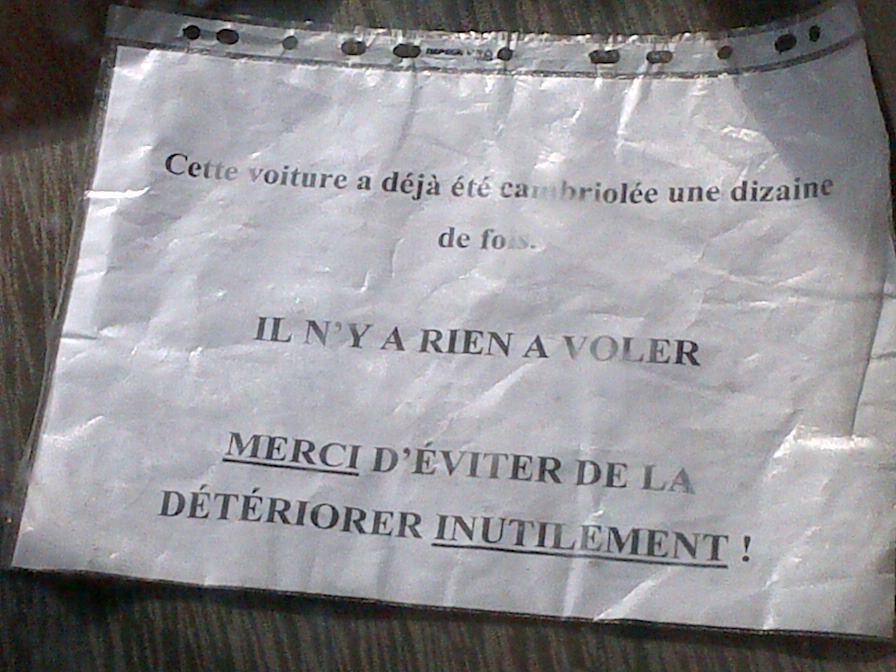 Cette voiture a déjà été cambriolée une dizaine
de fois.
IL N'Y A RIEN A VOLER
MERCI D'ÉVITER DE LA
DÉTÉRIORER INUTILEMENT !